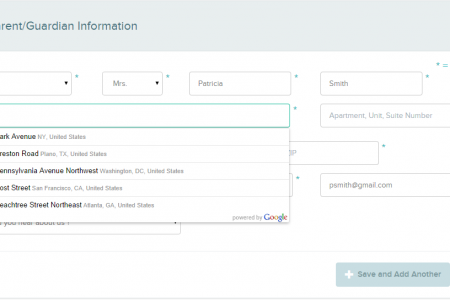 rent/Guardian Information
* =
Mrs. * Patricia * Smith *
* Apartment, Unit, Suite Number
ark Avenue NY, United States
reston Road Plano, TX, United States
ennsylvania Avenue Northwest Washington, DC, United States
ost Street San Francisco, CA, United States
eachtree Street Northeast Atlanta, GA, United States
powered by Google
IP *
* psmith@gmail.com
you hear about us ?
Save and Add Another